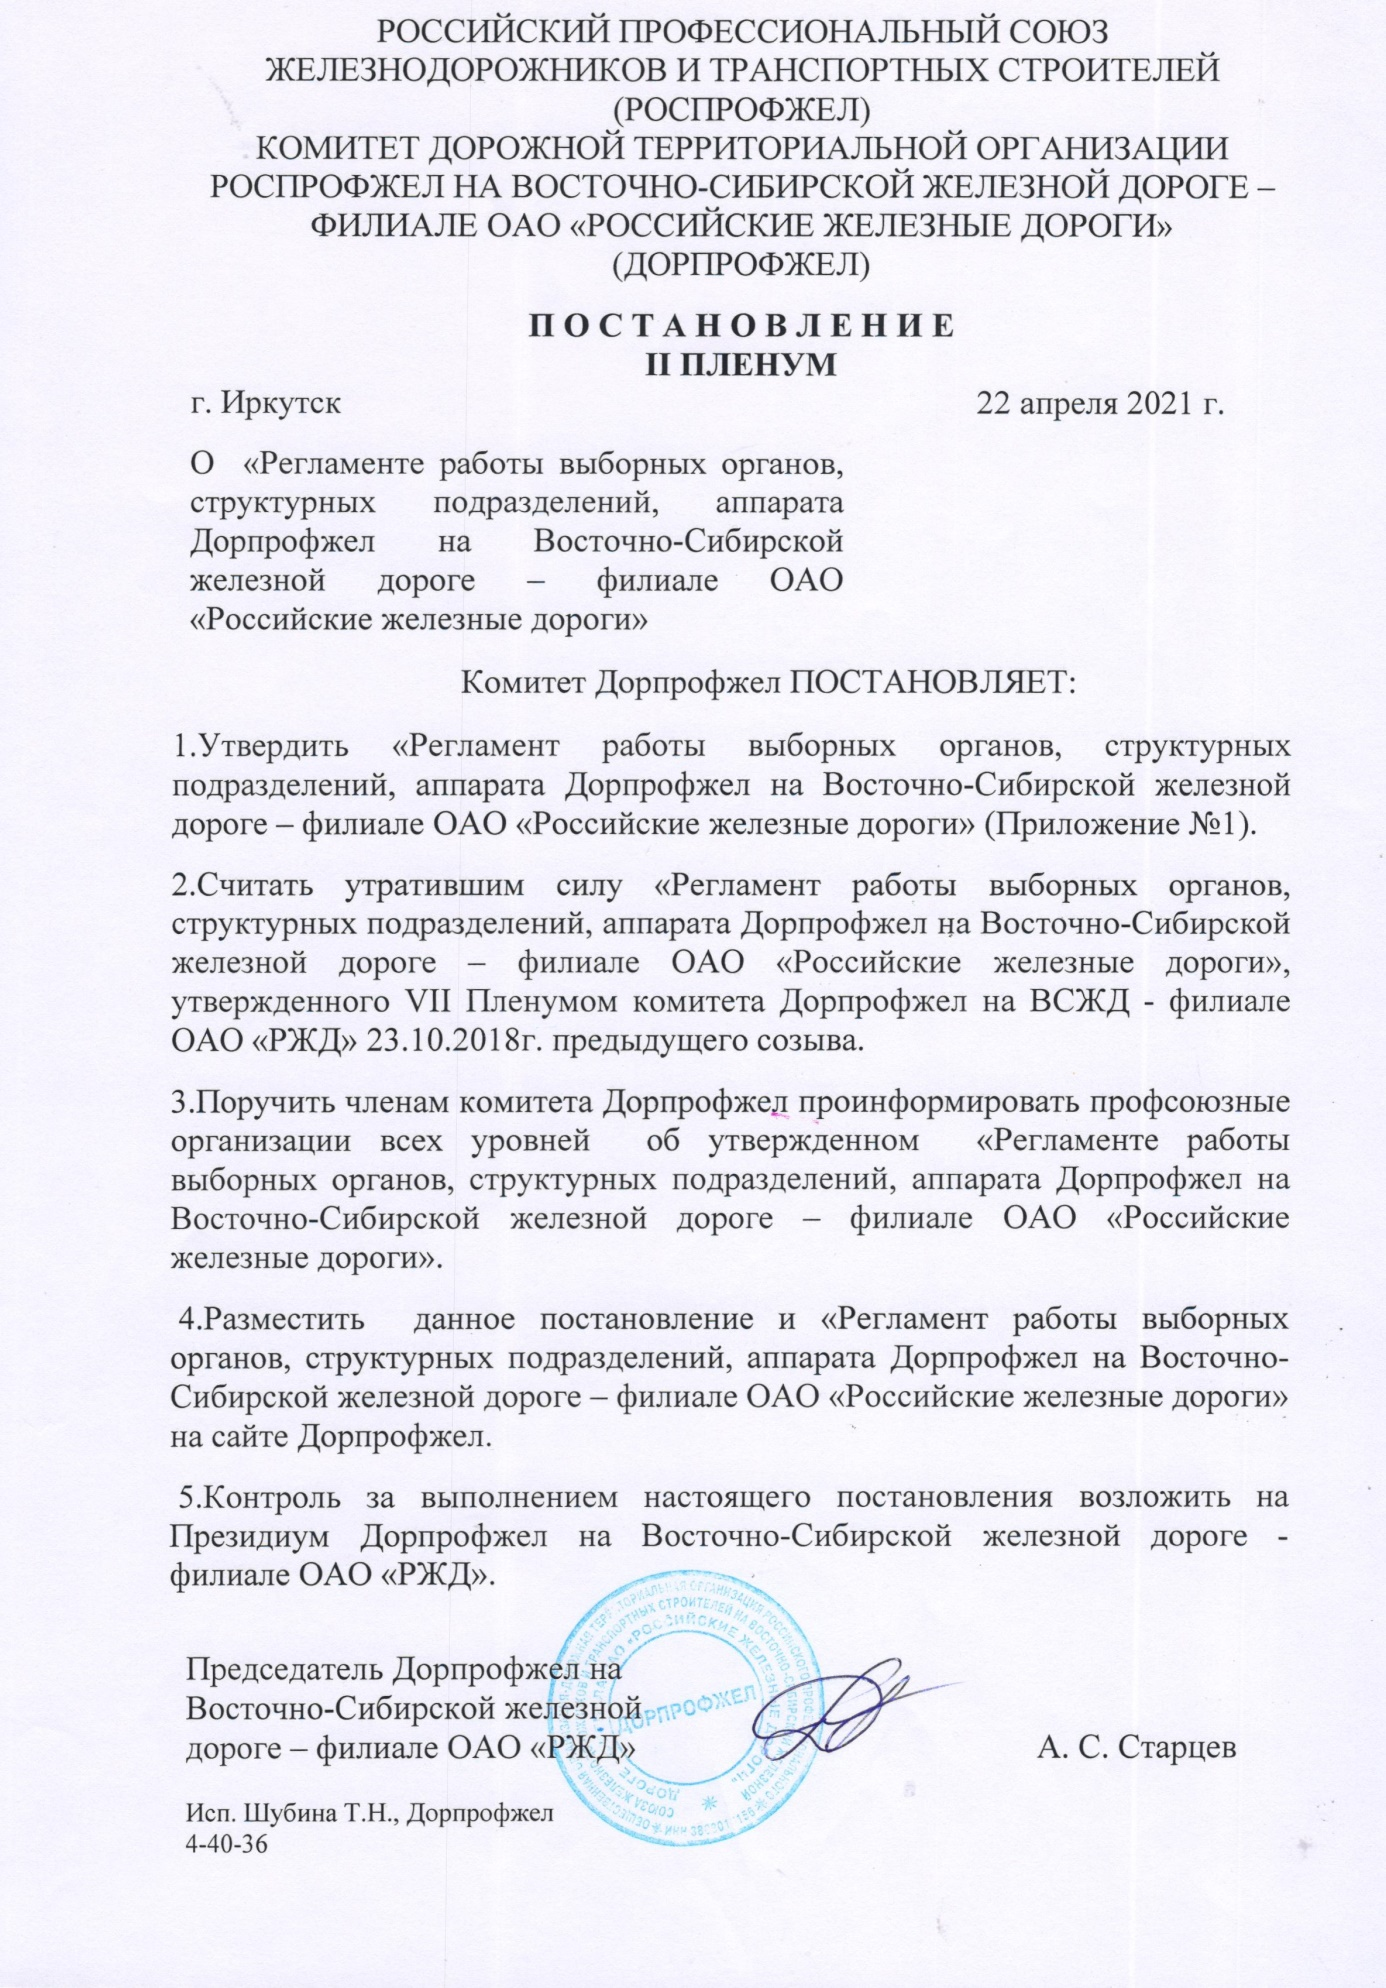 РОССИЙСКИЙ ПРОФЕССИОНАЛЬНЫЙ СОЮЗ
ЖЕЛЕЗНОДОРОЖНИКОВ И ТРАНСПОРТНЫХ СТРОИТЕЛЕЙ
(РОСПРОФЖЕЛ)
КОМИТЕТ ДОРОЖНОЙ ТЕРРИТОРИАЛЬНОЙ ОРГАНИЗАЦИИ
РОСПРОФЖЕЛ НА ВОСТОЧНО-СИБИРСКОЙ ЖЕЛЕЗНОЙ ДОРОГЕ –
ФИЛИАЛЕ ОАО «РОССИЙСКИЕ ЖЕЛЕЗНЫЕ ДОРОГИ»
(ДОРПРОФЖЕЛ)
П О С Т А Н О В Л Е Н И Е
II ПЛЕНУМ
г. Иркутск 22 апреля 2021 г.
О «Регламенте работы выборных органов,
структурных подразделений, аппарата
Дорпрофжел на Восточно-Сибирской
железной дороге – филиале ОАО
«Российские железные дороги»
Комитет Дорпрофжел ПОСТАНОВЛЯЕТ:
1.Утвердить «Регламент работы выборных органов, структурных
подразделений, аппарата Дорпрофжел на Восточно-Сибирской железной
дороге – филиале ОАО «Российские железные дороги» (Приложение №1).
2.Считать утратившим силу «Регламент работы выборных органов,
структурных подразделений, аппарата Дорпрофжел на Восточно-Сибирской
железной дороге – филиале ОАО «Российские железные дороги»,
утвержденного VII Пленумом комитета Дорпрофжел на ВСЖД - филиале
ОАО «РЖД» 23.10.2018г. предыдущего созыва.
3.Поручить членам комитета Дорпрофжел проинформировать профсоюзные
организации всех уровней об утвержденном «Регламенте работы
выборных органов, структурных подразделений, аппарата Дорпрофжел на
Восточно-Сибирской железной дороге – филиале ОАО «Российские
железные дороги».
4.Разместить данное постановление и «Регламент работы выборных
органов, структурных подразделений, аппарата Дорпрофжел на Восточно-
Сибирской железной дороге – филиале ОАО «Российские железные дороги»
на сайте Дорпрофжел.
5.Контроль за выполнением настоящего постановления возложить на
Президиум Дорпрофжел на Восточно-Сибирской железной дороге -
филиале ОАО «РЖД».
Председатель Дорпрофжел на
Восточно-Сибирской железной
дороге – филиале ОАО «РЖД» А. С. Старцев
ДОРПРОФЖЕЛ
Исп. Шубина Т.Н., Дорпрофжел
4-40-36